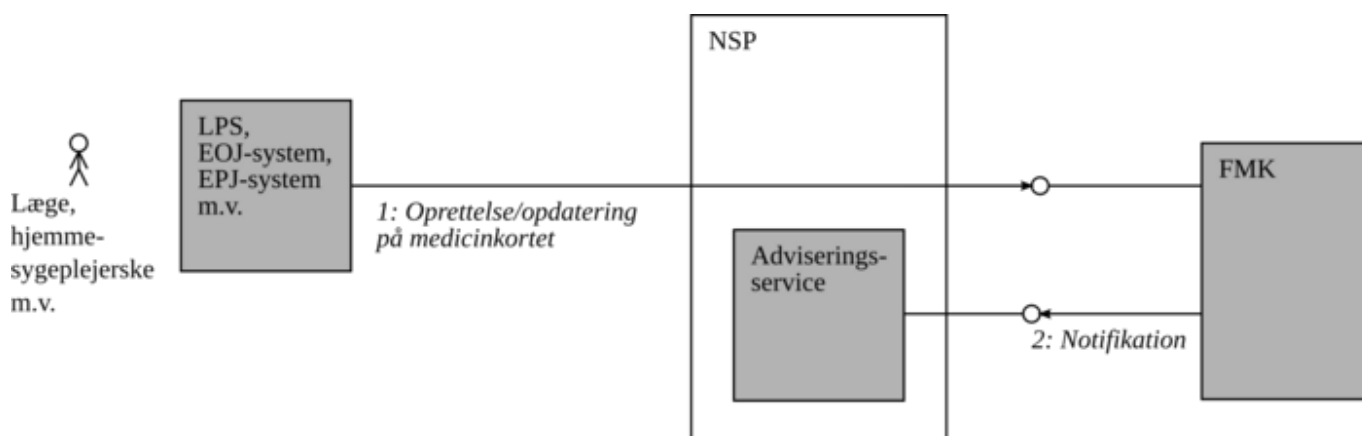 NSP
LPS,
EOJ-system,
EPJ-system
m.v.
Læge,
hjemme-
sygeplejerske
m.v.
1: Oprettelse/opdatering
på medicinkortet
Adviserings-
service
FMK
2: Notifikation